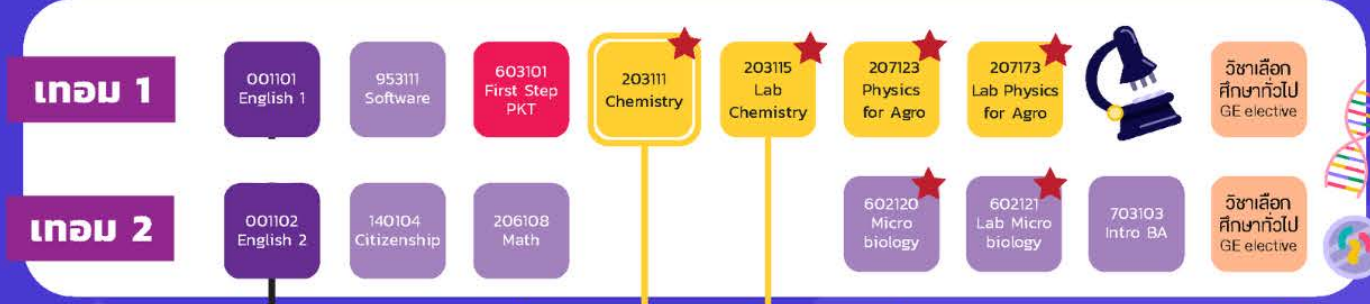 เทอม 1
001101
English 1
953111
Software
603101
First Step
PKT
203111
Chemistry
203115
Lab
Chemistry
207123
Physics
for Agro
207173
Lab Physics
for Agro
วิชาเลือก
ศึกษาทั่วไป
GE elective
เทอม 2
001102
English 2
140104
Citizenship
206108
Math
602120
Micro
biology
602121
Lab Micro
biology
703103
Intro BA
วิชาเลือก
ศึกษาทั่วไป
GE elective